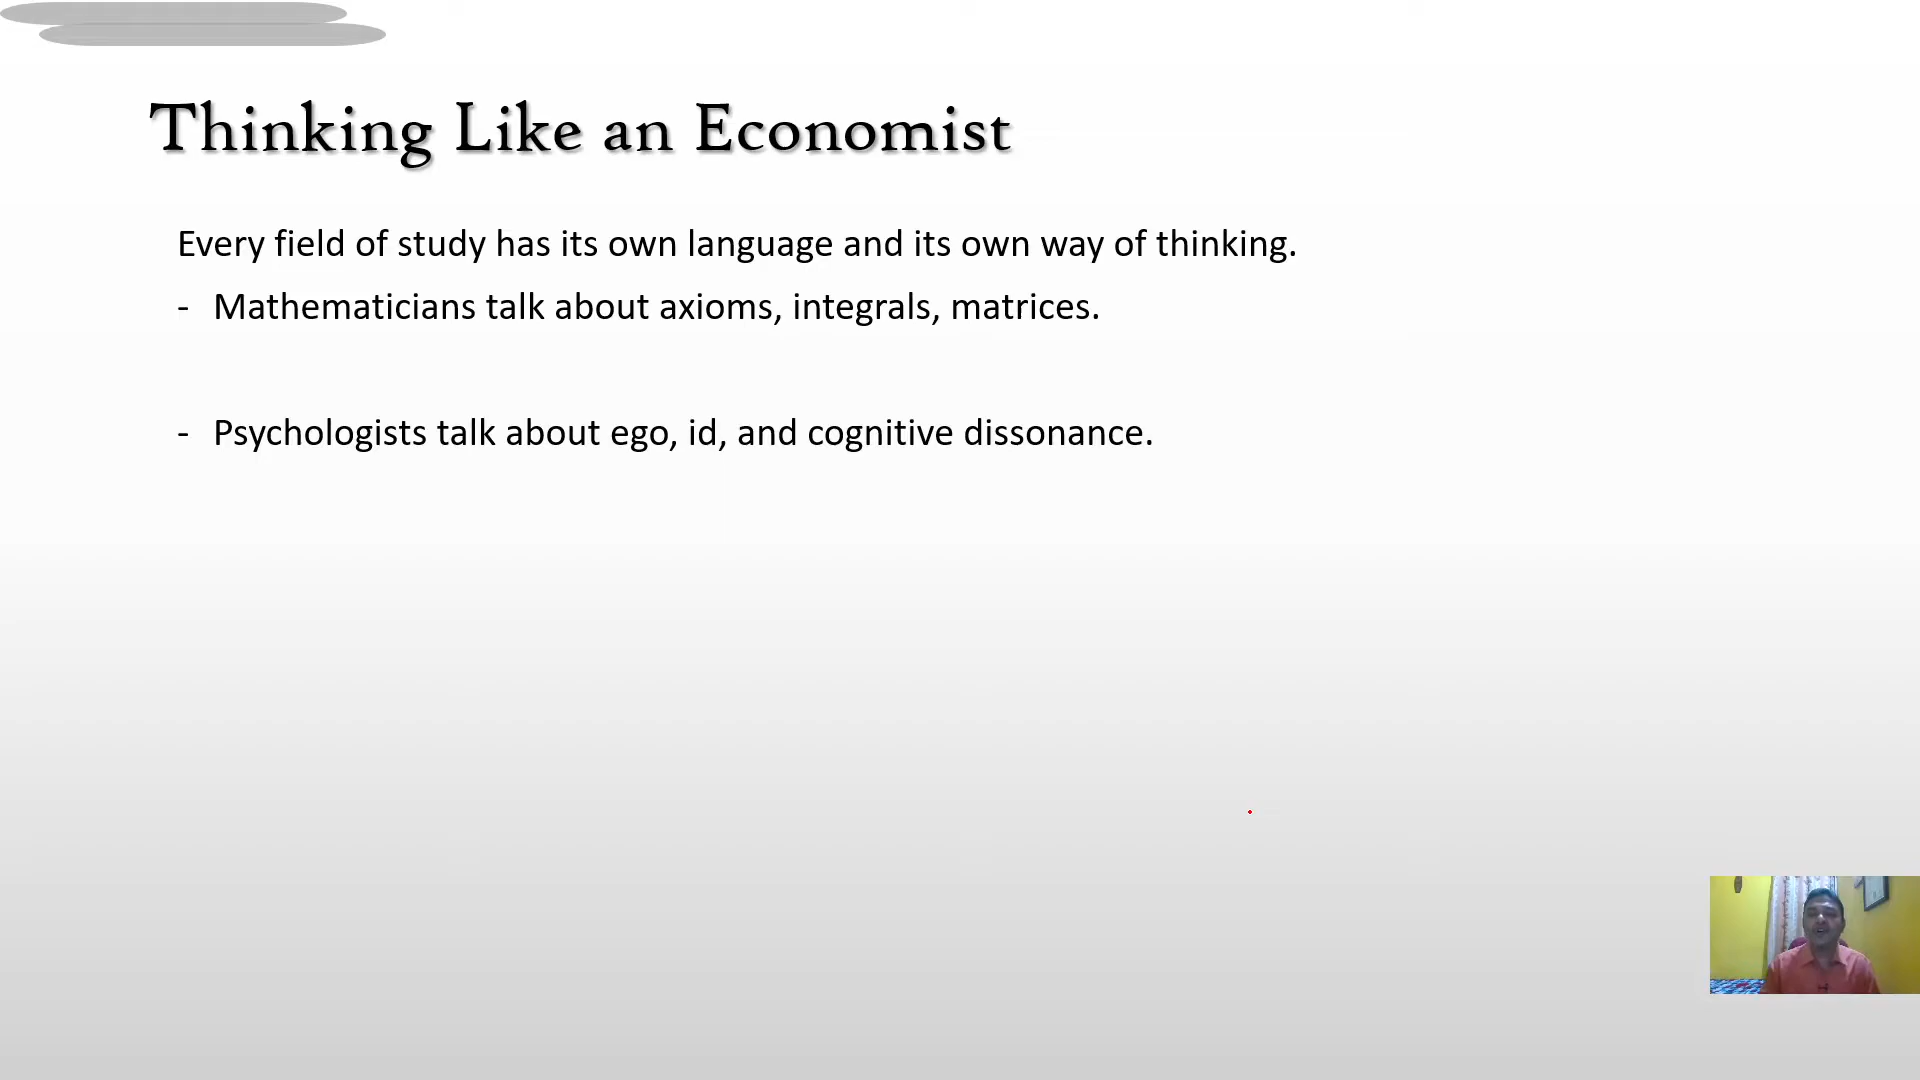 Thinking Like an Economist
Every field of study has its own language and its own way of thinking.
- Mathematicians talk about axioms, integrals, matrices.
- Psychologists talk about ego, id, and cognitive dissonance.